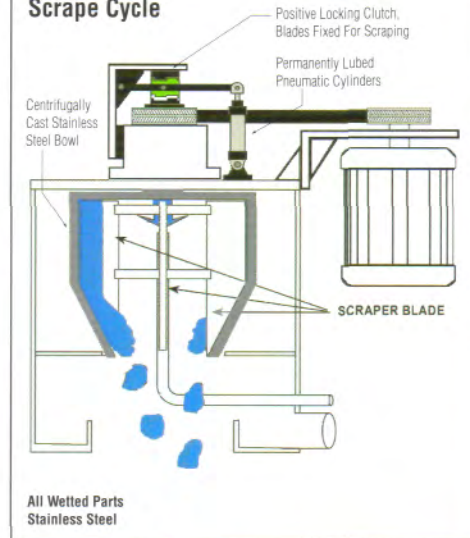 Scrape Cycle
Positive Locking Clutch,
Blades Fixed For Scraping
Permanently Lubed
Pneumatic Cylinders
Centrifugally
Cast Stainless
Steel Bowl
SCRAPER BLADE
All Wetted Parts
Stainless Steel